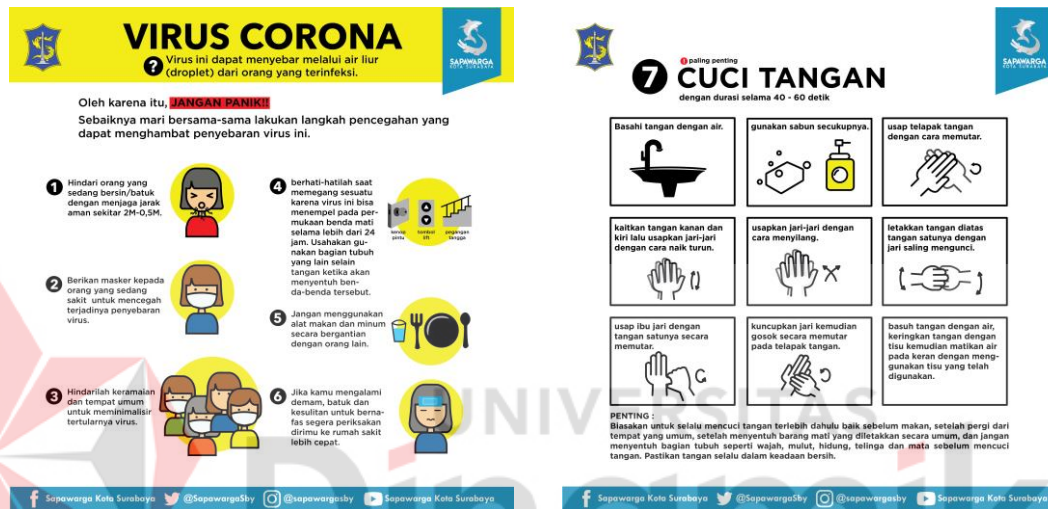 VIRUS CORONA
? Virus ini dapat menyebar melalui air liur
(droplet) dari orang yang terinfeksi.
SAPAWARGA
KOTA SURABAYA
Oleh karena itu, JANGAN PANIK!!
Sebaiknya mari bersama-sama lakukan langkah pencegahan yang
dapat menghambat penyebaran virus ini.
1 Hindari orang yang
sedang bersin/batuk
dengan menjaga jarak
aman sekitar 2M-0,5M.
2 Berikan masker kepada
orang yang sedang
sakit untuk mencegah
terjadinya penyebaran
virus.
3 Hindarilah keramaian
dan tempat umum
untuk meminimalisir
tertularnya virus.
4 berhati-hatilah saat
memegang sesuatu
karena virus ini bisa
menempel pada per-
mukaan benda mati
selama lebih dari 24
jam. Usahakan gu-
nakan bagian tubuh
yang lain selain
tangan ketika akan
menyentuh ben-
da-benda tersebut.
kenop pintu
tombol lift
pegangan tangga
5 Jangan menggunakan
alat makan dan minum
secara bergantian
dengan orang lain.
6 Jika kamu mengalami
demam, batuk dan
kesulitan untuk berna-
fas segera periksakan
dirimu ke rumah sakit
lebih cepat.
Sapawarga Kota Surabaya @SapawargaSby @sapawargasby Sapawarga Kota Surabaya
7 ! paling penting
CUCI TANGAN
dengan durasi selama 40 - 60 detik
SAPAWARGA
KOTA SURABAYA
Basahi tangan dengan air.
gunakan sabun secukupnya.
usap telapak tangan
dengan cara memutar.
kaitkan tangan kanan dan
kiri lalu usapkan jari-jari
dengan cara naik turun.
usapkan jari-jari dengan
cara menyilang.
letakkan tangan diatas
tangan satunya dengan
jari saling mengunci.
usap ibu jari dengan
tangan satunya secara
memutar.
kuncupkan jari kemudian
gosok secara memutar
pada telapak tangan.
basuh tangan dengan air,
keringkan tangan dengan
tisu kemudian matikan air
pada keran dengan meng-
gunakan tisu yang telah
digunakan.
PENTING :
Biasakan untuk selalu mencuci tangan terlebih dahulu baik sebelum makan, setelah pergi dari
tempat yang umum, setelah menyentuh barang mati yang diletakkan secara umum, dan jangan
menyentuh bagian tubuh seperti wajah, mulut, hidung, telinga dan mata sebelum mencuci
tangan. Pastikan tangan selalu dalam keadaan bersih.
Sapawarga Kota Surabaya @SapawargaSby @sapawargasby Sapawarga Kota Surabaya
UNIVERSITAS